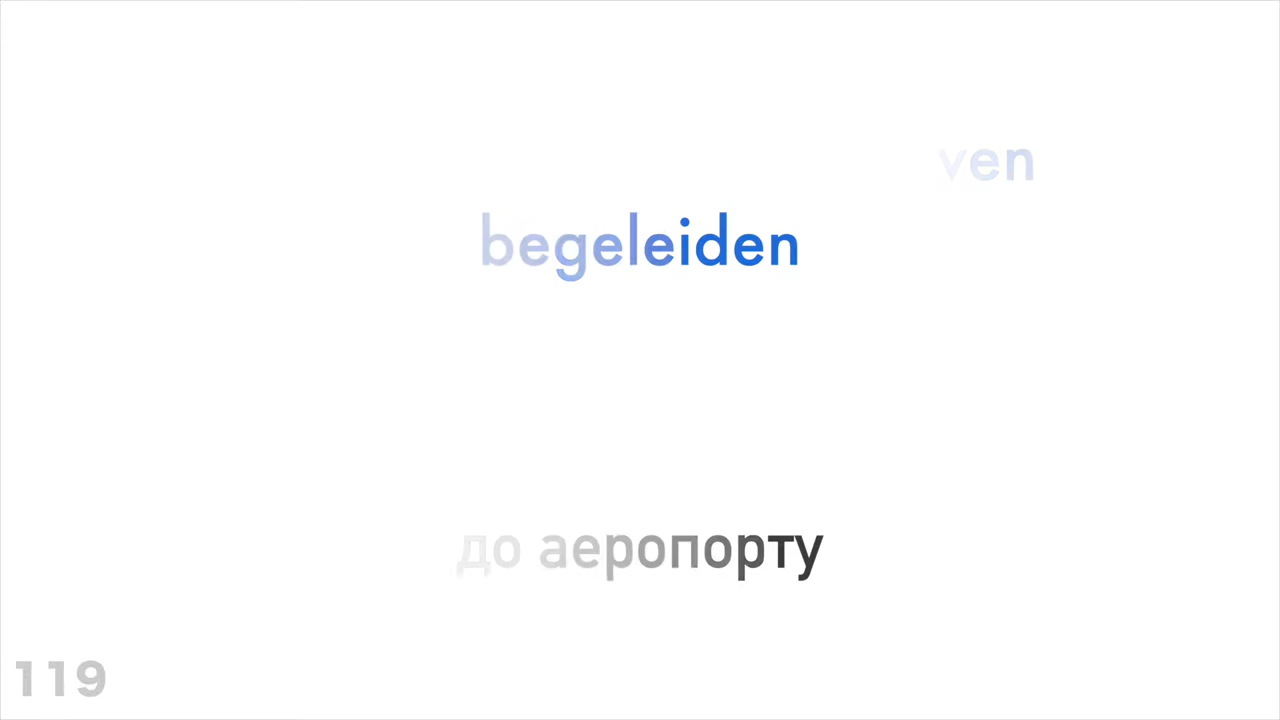 ven
begeleiden
до аеропорту
119